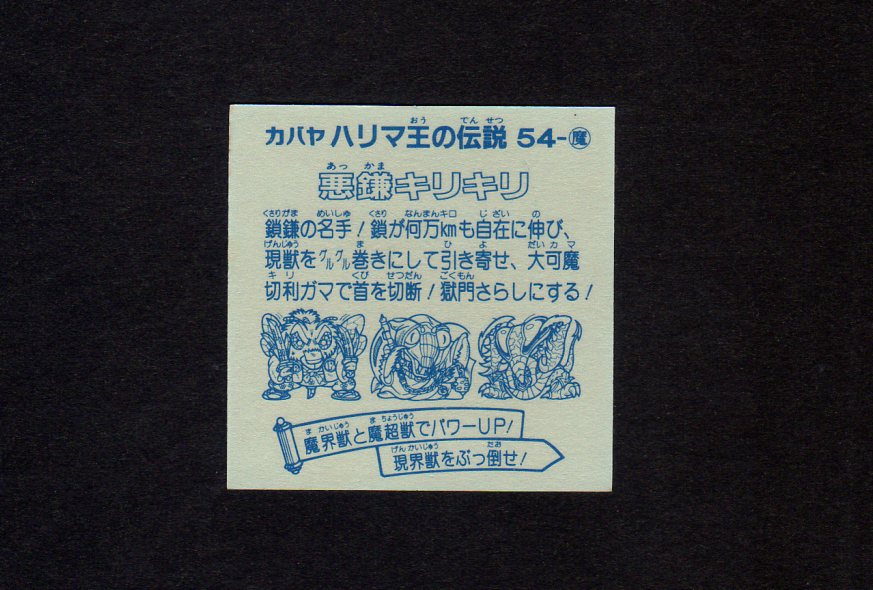 カバヤ ハリマ王の伝説 54-魔
悪鎌キリキリ
鎖鎌の名手!鎖が何万kmも自在に伸び、
現獣をグルグル巻きにして引き寄せ、大可魔
切利ガマで首を切断!獄門さらしにする!
魔界獣と魔超獣でパワーUP!
現界獣をぶっ倒せ!